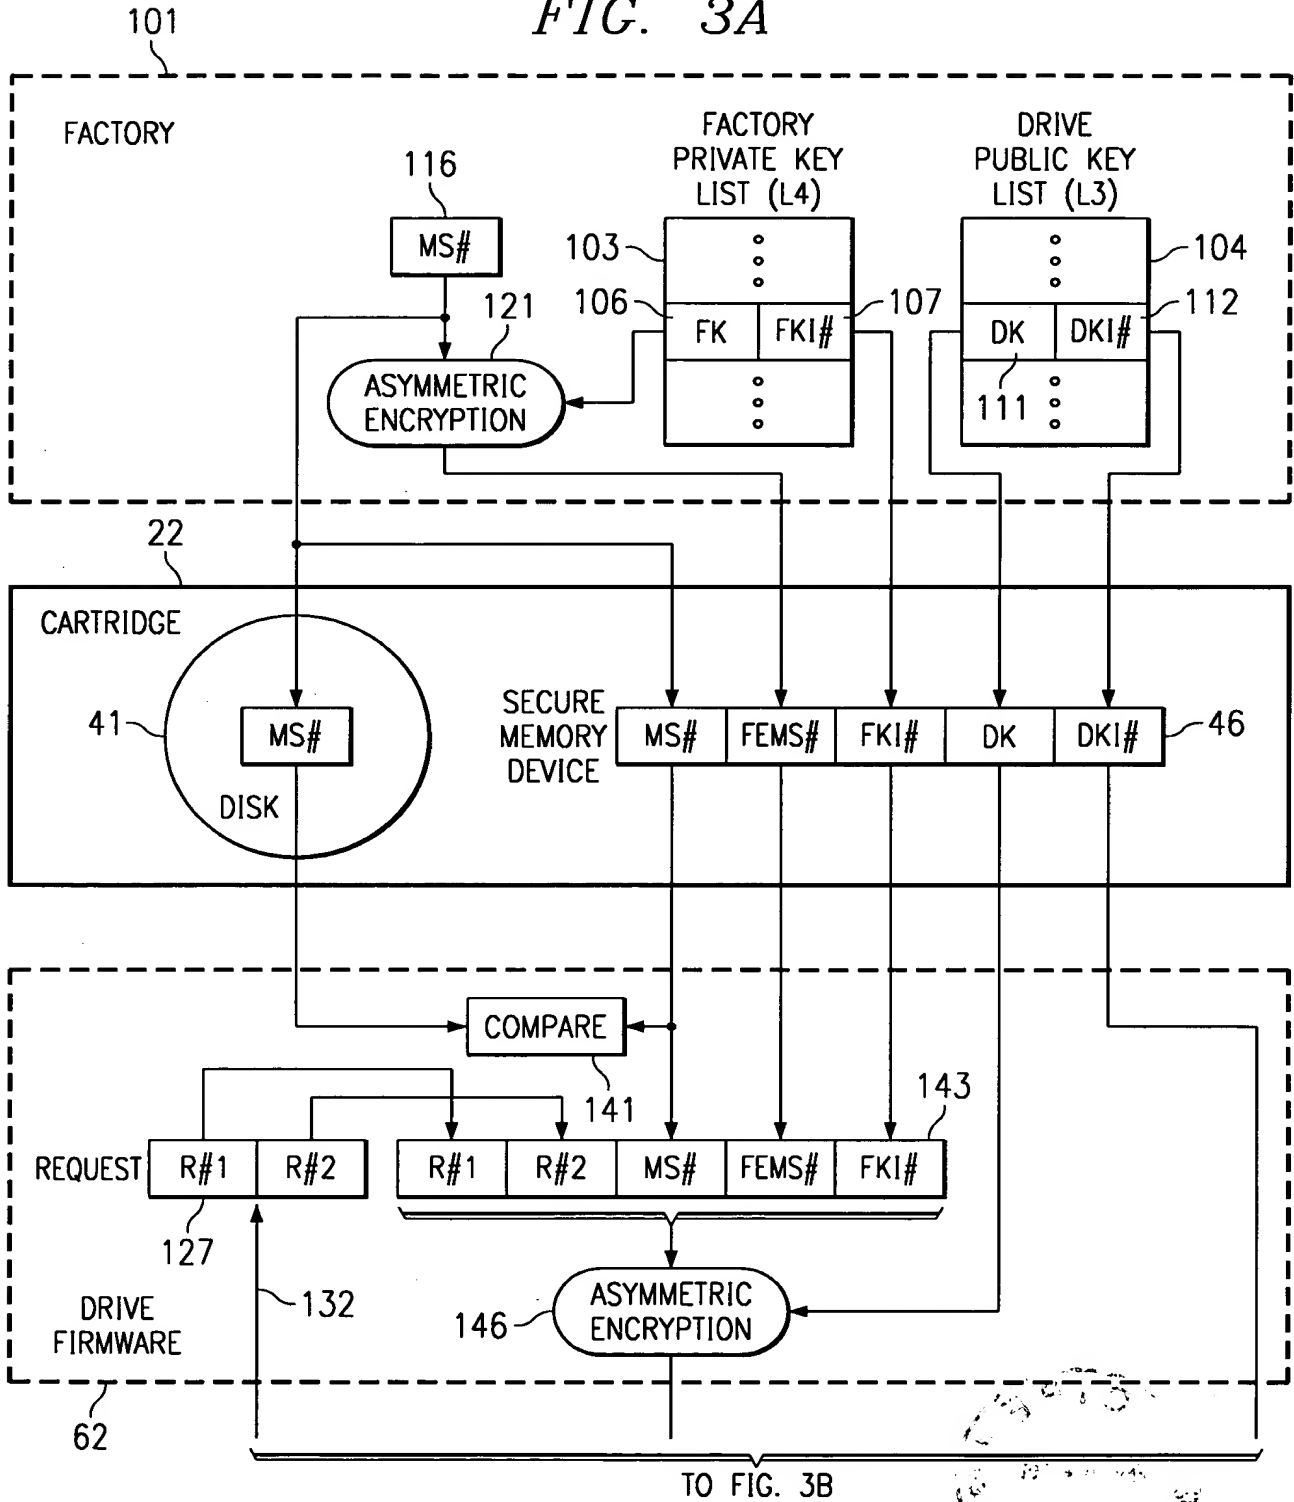 FIG. 3A
101
FACTORY
116
MS#
121
ASYMMETRIC
ENCRYPTION
FACTORY
PRIVATE KEY
LIST (L4)
103
106
FK
FKI#
107
DRIVE
PUBLIC KEY
LIST (L3)
104
112
DK
DKI#
111
22
CARTRIDGE
41
MS#
DISK
SECURE
MEMORY
DEVICE
MS#
FEMS#
FKI#
DK
DKI#
46
COMPARE
141
143
REQUEST
R#1
R#2
R#1
R#2
MS#
FEMS#
FKI#
127
132
146
ASYMMETRIC
ENCRYPTION
DRIVE
FIRMWARE
62
TO FIG. 3B